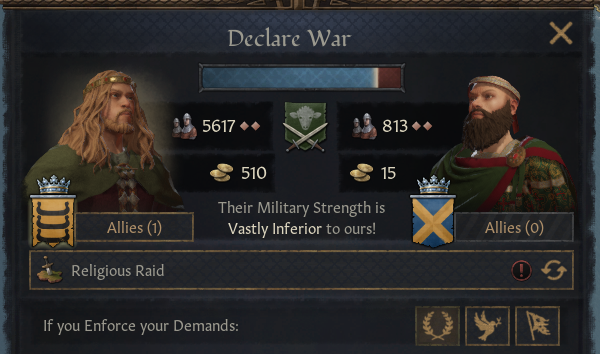 Declare War
5617
813
510
15
Their Military Strength is
Vastly Inferior to ours!
Allies (1)
Allies (0)
Religious Raid
If you Enforce your Demands: